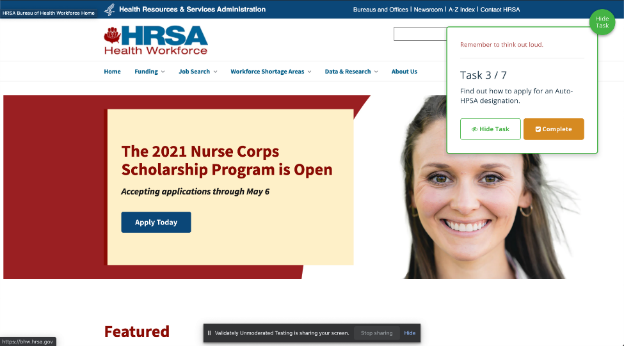 HRSA Bureau of Health Workforce Home
Health Resources & Services Administration
Bureaus and Offices | Newsroom | A-Z Index | Contact HRSA
Hide
Task
HRSA
Health Workforce
Home
Funding
Job Search
Workforce Shortage Areas
Data & Research
About Us
Remember to think out loud.
Task 3 / 7
Find out how to apply for an Auto-
HPSA designation.
Hide Task
Complete
The 2021 Nurse Corps
Scholarship Program is Open
Accepting applications through May 6
Apply Today
Featured
Validately Unmoderated Testing is sharing your screen.
Stop sharing
Hide
https://bhw.hrsa.gov